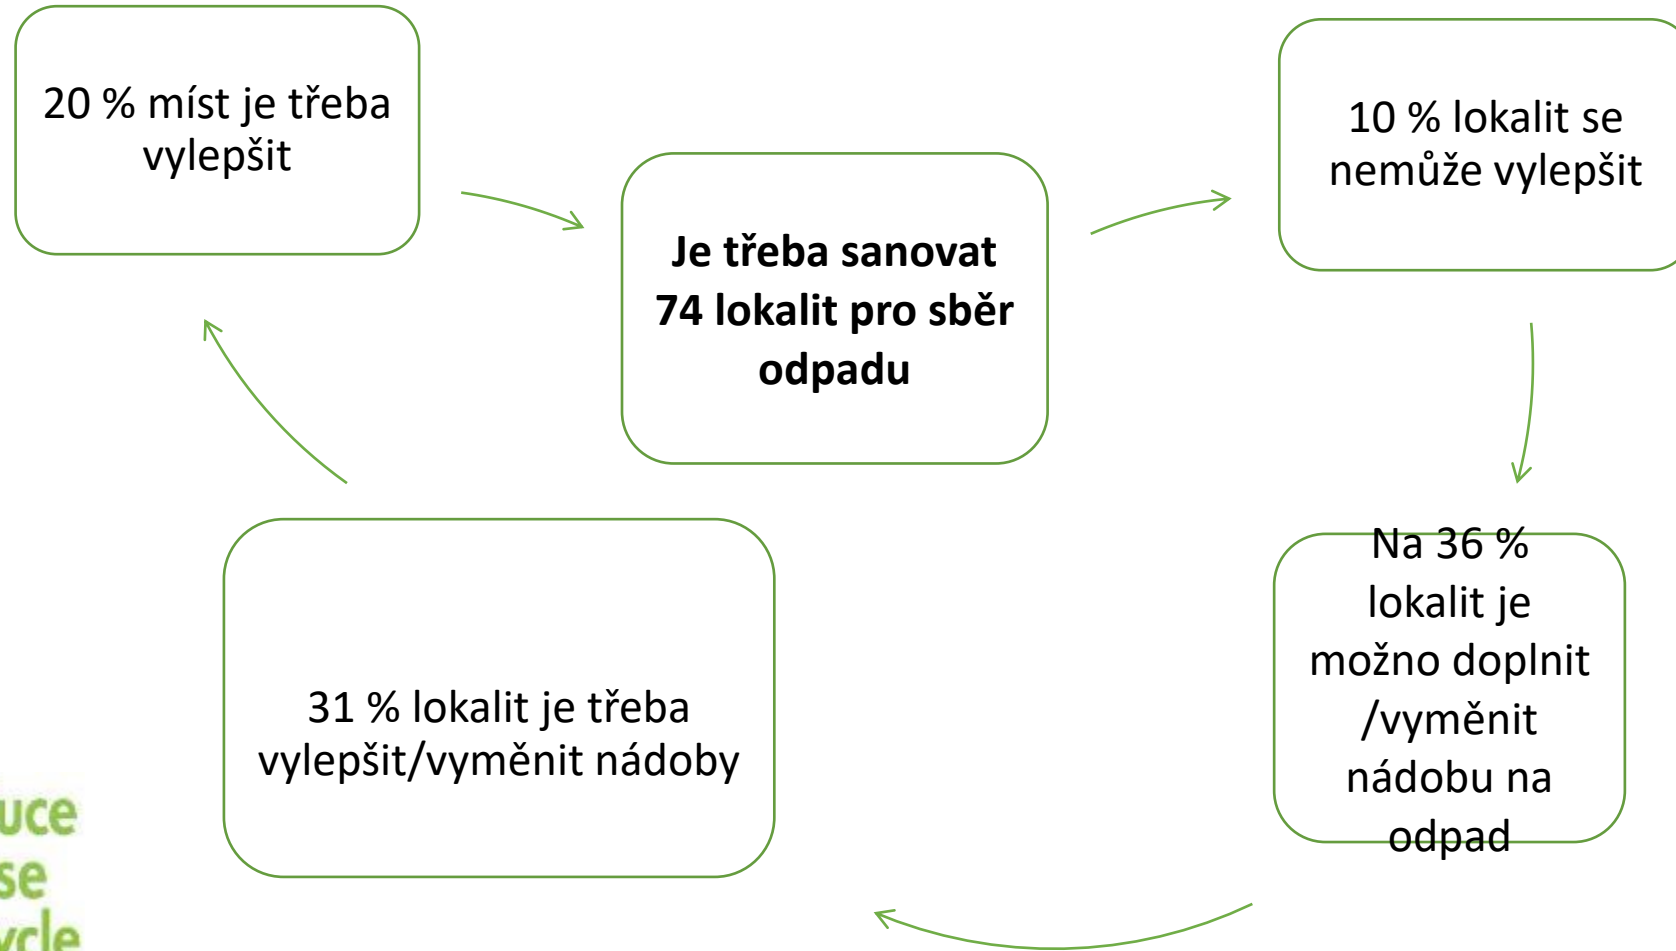 20 % míst je třeba
vylepšit
Je třeba sanovat
74 lokalit pro sběr
odpadu
10 % lokalit se
nemůže vylepšit
Na 36 %
lokalit je
možno doplnit
/vyměnit
nádobu na
odpad
31 % lokalit je třeba
vylepšit/vyměnit nádoby
uce
se
ycle